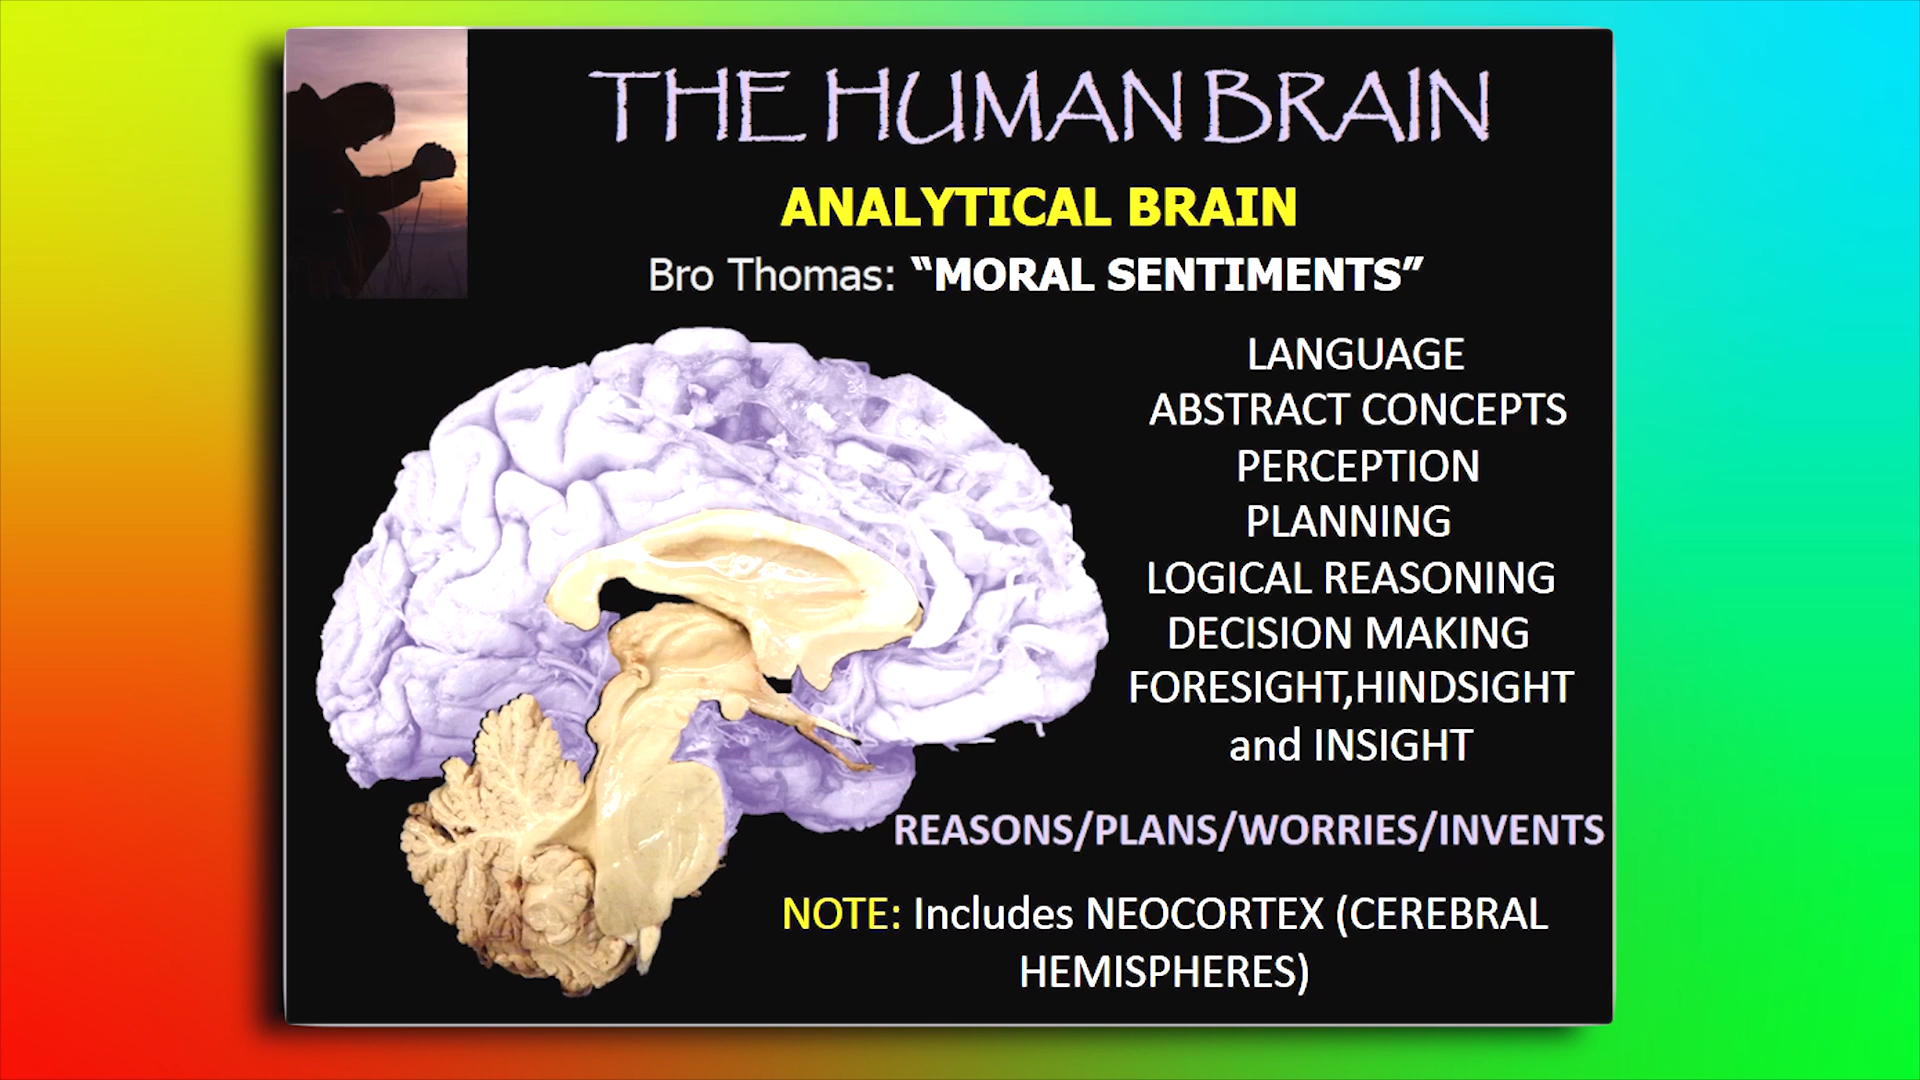 THE HUMAN BRAIN
ANALYTICAL BRAIN
Bro Thomas: “MORAL SENTIMENTS”
LANGUAGE
ABSTRACT CONCEPTS
PERCEPTION
PLANNING
LOGICAL REASONING
DECISION MAKING
FORESIGHT,HINDSIGHT
and INSIGHT
REASONS/PLANS/WORRIES/INVENTS
NOTE: Includes NEOCORTEX (CEREBRAL
HEMISPHERES)